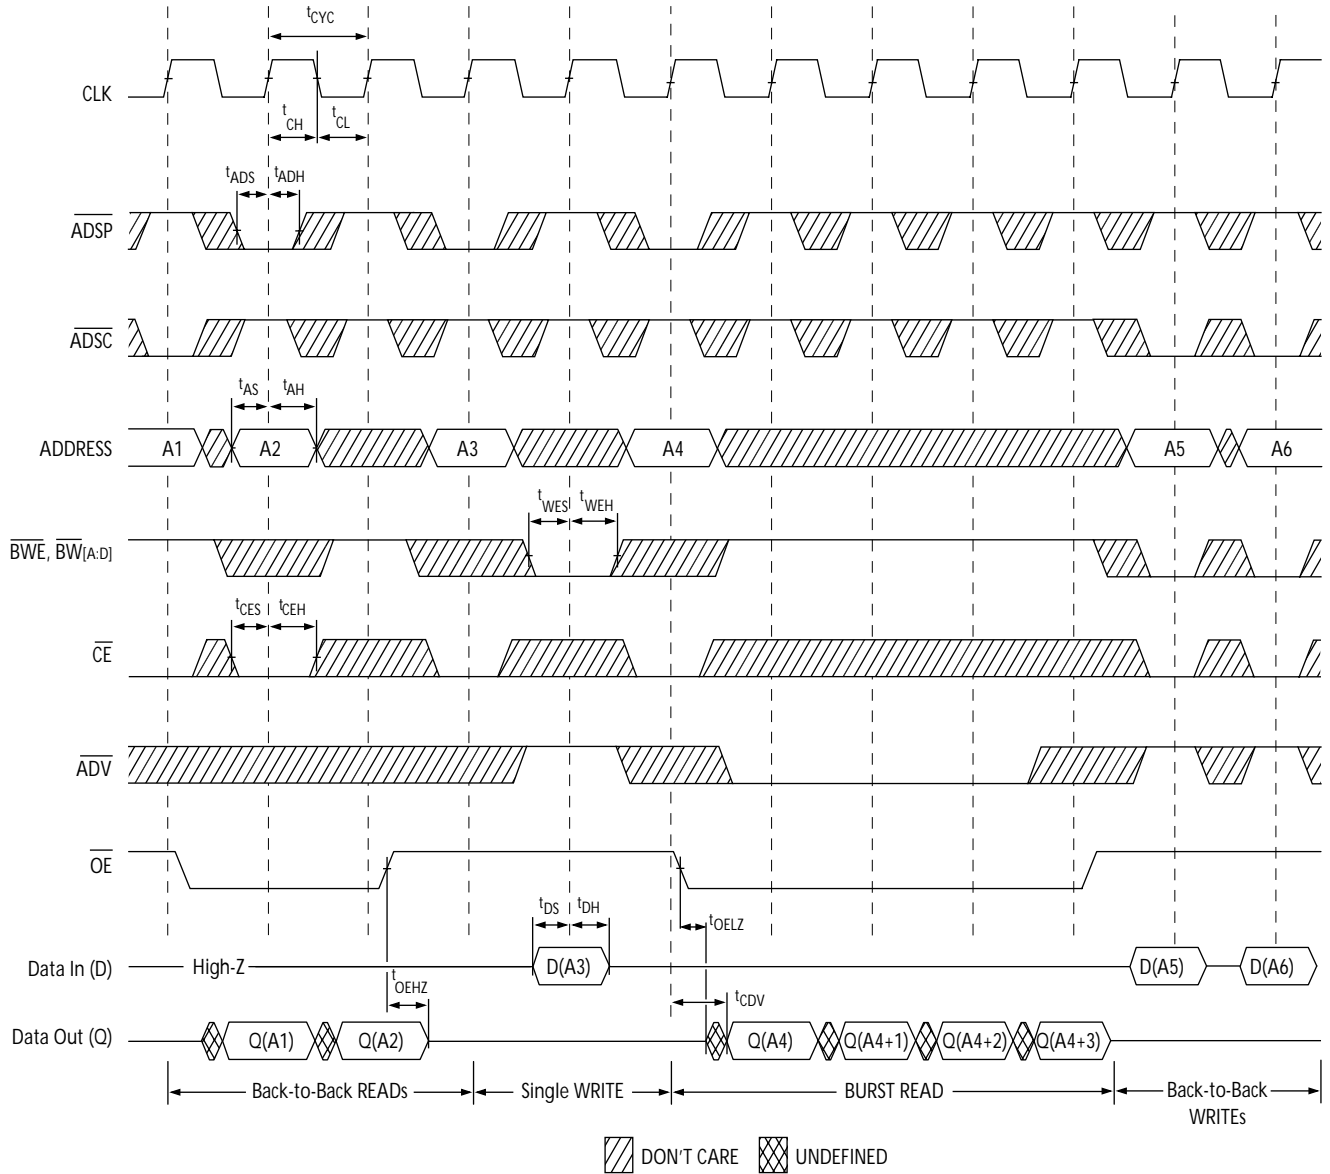 tCYC
CLK
tCH
tCL
tADS
tADH
ADSP
ADSC
tAS
tAH
ADDRESS
A1
A2
A3
A4
A5
A6
tWES
tWEH
BWE, BW[A:D]
tCES
tCEH
CE
ADV
OE
tDS
tDH
tOELZ
Data In (D)
High-Z
D(A3)
D(A5)
D(A6)
tOEHZ
tCDV
Data Out (Q)
Q(A1)
Q(A2)
Q(A4)
Q(A4+1)
Q(A4+2)
Q(A4+3)
Back-to-Back READs
Single WRITE
BURST READ
Back-to-Back
WRITEs
DON'T CARE
UNDEFINED